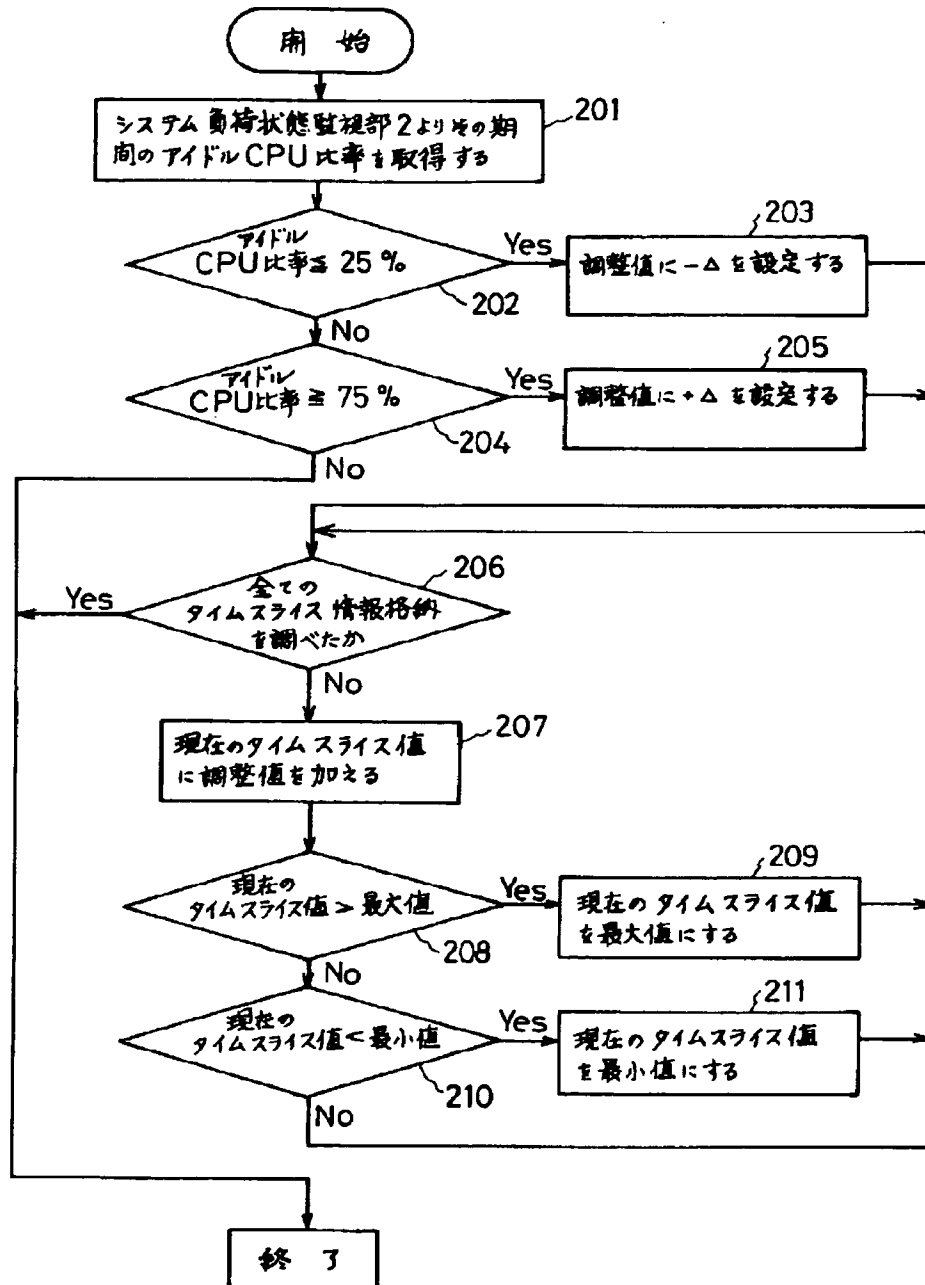 開始
システム負荷状態監視部2よりその期
間のアイドルCPU比率を取得する
201
アイドル
CPU比率≦25%
202
Yes
No
調整値に-△を設定する
203
アイドル
CPU比率≧75%
204
Yes
No
調整値に+△を設定する
205
全ての
タイムスライス情報格納
を調べたか
206
Yes
No
現在のタイムスライス値
に調整値を加える
207
現在の
タイムスライス値>最大値
208
Yes
No
現在のタイムスライス値
を最大値にする
209
現在の
タイムスライス値<最小値
210
Yes
No
現在のタイムスライス値
を最小値にする
211
終了